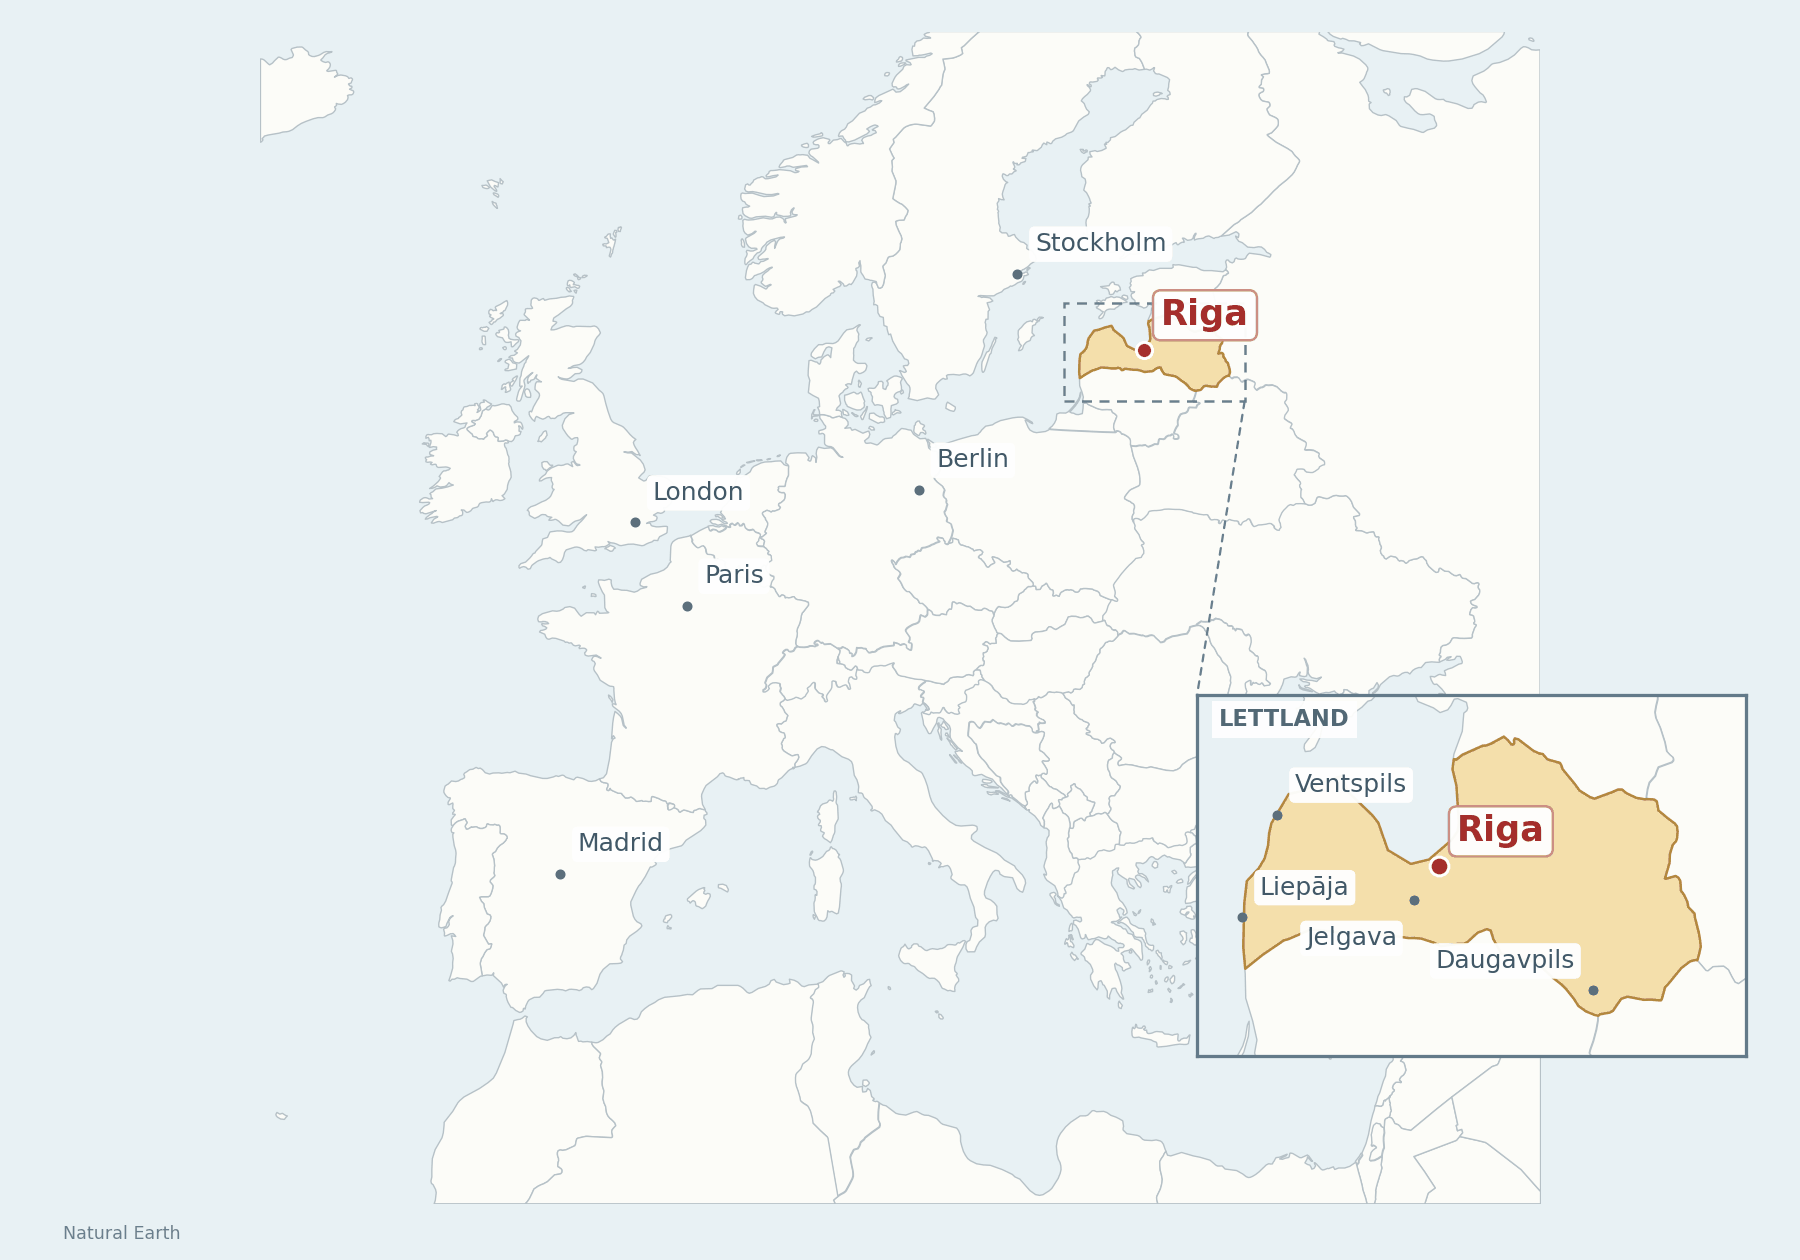 Stockholm
Riga
Berlin
London
Paris
Madrid
LETTLAND
Ventspils
Riga
Liepāja
Jelgava
Daugavpils
Natural Earth